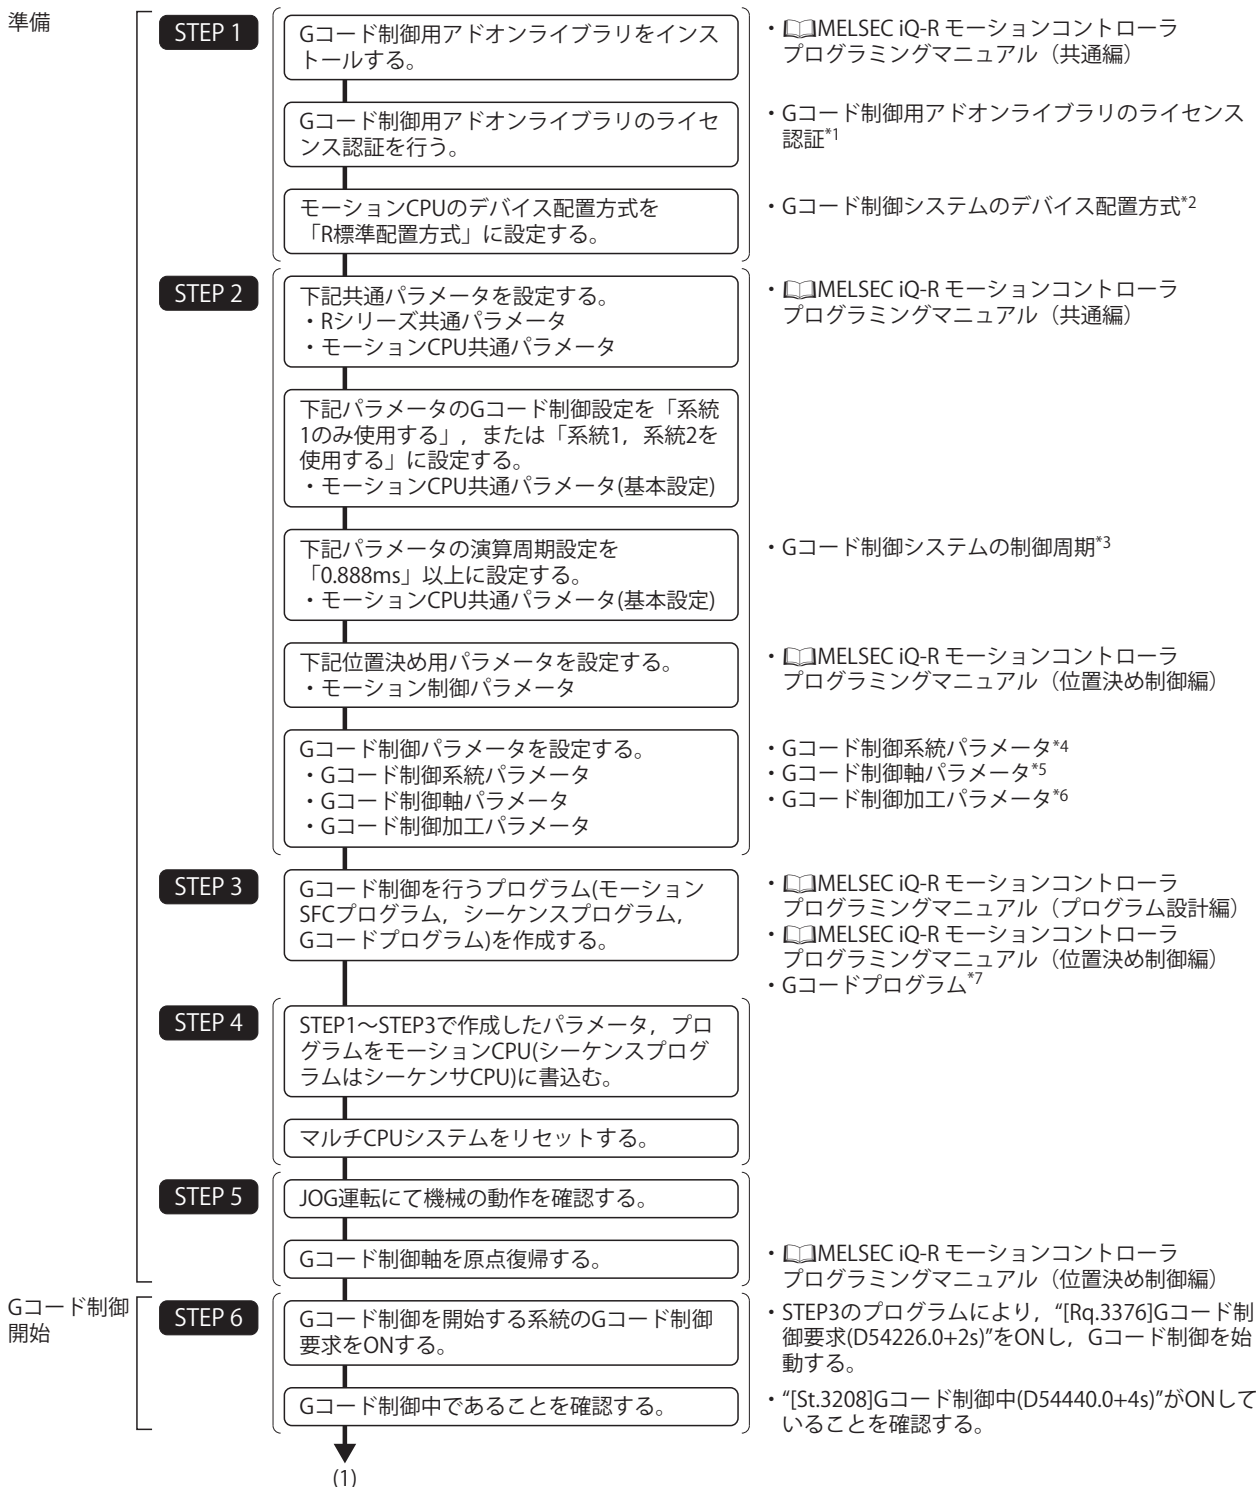 準備
STEP 1
Gコード制御用アドオンライブラリをインス
トールする。
・MELSEC iQ-R モーションコントローラ
プログラミングマニュアル（共通編）
Gコード制御用アドオンライブラリのライセ
ンス認証を行う。
・Gコード制御用アドオンライブラリのライセンス
認証*1
モーションCPUのデバイス配置方式を
「R標準配置方式」に設定する。
・Gコード制御システムのデバイス配置方式*2
STEP 2
下記共通パラメータを設定する。
・Rシリーズ共通パラメータ
・モーションCPU共通パラメータ
・MELSEC iQ-R モーションコントローラ
プログラミングマニュアル（共通編）
下記パラメータのGコード制御設定を「系統
1のみ使用する」，または「系統1，系統2を
使用する」に設定する。
・モーションCPU共通パラメータ(基本設定)
下記パラメータの演算周期設定を
「0.888ms」以上に設定する。
・モーションCPU共通パラメータ(基本設定)
・Gコード制御システムの制御周期*3
下記位置決め用パラメータを設定する。
・モーション制御パラメータ
・MELSEC iQ-R モーションコントローラ
プログラミングマニュアル（位置決め制御編）
Gコード制御パラメータを設定する。
・Gコード制御系統パラメータ
・Gコード制御軸パラメータ
・Gコード制御加工パラメータ
・Gコード制御系統パラメータ*4
・Gコード制御軸パラメータ*5
・Gコード制御加工パラメータ*6
STEP 3
Gコード制御を行うプログラム(モーション
SFCプログラム，シーケンスプログラム，
Gコードプログラム)を作成する。
・MELSEC iQ-R モーションコントローラ
プログラミングマニュアル（プログラム設計編）
・MELSEC iQ-R モーションコントローラ
プログラミングマニュアル（位置決め制御編）
・Gコードプログラム*7
STEP 4
STEP1～STEP3で作成したパラメータ，プロ
グラムをモーションCPU(シーケンスプログ
ラムはシーケンサCPU)に書込む。
マルチCPUシステムをリセットする。
STEP 5
JOG運転にて機械の動作を確認する。
Gコード制御軸を原点復帰する。
・MELSEC iQ-R モーションコントローラ
プログラミングマニュアル（位置決め制御編）
Gコード制御
開始
STEP 6
Gコード制御を開始する系統のGコード制御
要求をONする。
・STEP3のプログラムにより，“[Rq.3376]Gコード制
御要求(D54226.0+2s)”をONし，Gコード制御を始
動する。
Gコード制御中であることを確認する。
・“[St.3208]Gコード制御中(D54440.0+4s)”がONして
いることを確認する。
(1)